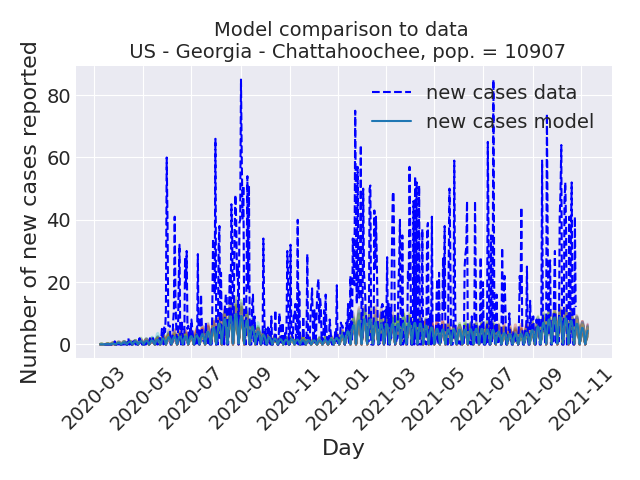 Model comparison to data
US - Georgia - Chattahoochee, pop. = 10907
Number of new cases reported
80
60
40
20
0
new cases data
new cases model
2020-03
2020-05
2020-07
2020-09
2020-11
2021-01
2021-03
2021-05
2021-07
2021-09
2021-11
Day